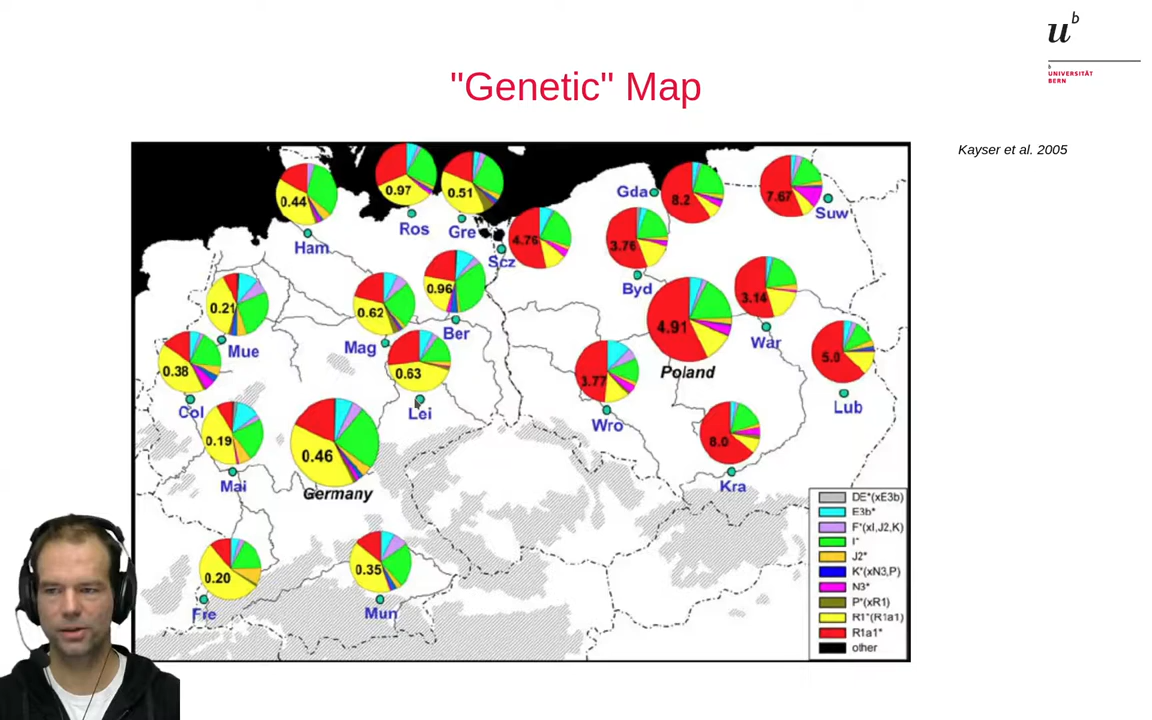 u b
b
UNIVERSITÄT
BERN
"Genetic" Map
Kayser et al. 2005
0.44
Ham
0.97
Ros
0.51
Gre
4.76
Scz
Gda
8.2
7.67
Suw
3.76
Byd
0.21
Mue
0.62
Mag
0.96
Ber
4.91
Poland
3.14
War
0.38
Col
0.63
Lei
3.77
Wro
5.0
Lub
0.19
Mai
0.46
Germany
8.0
Kra
0.20
Fre
0.35
Mun
DE*(xE3b)
E3b*
F*(xI,J2,K)
I*
J2*
K*(xN3,P)
N3*
P*(xR1)
R1*(R1a1)
R1a1*
other